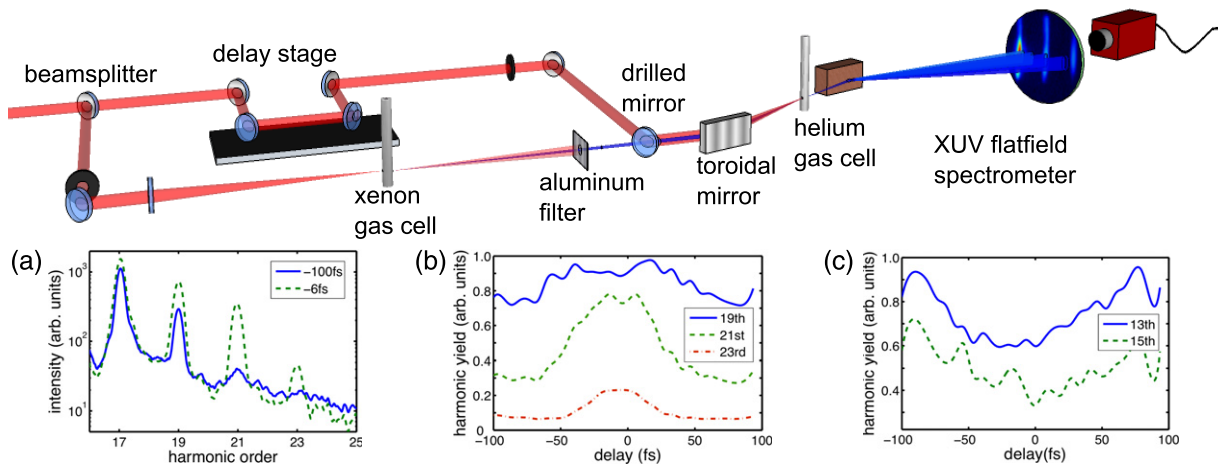 beamsplitter
delay stage
drilled
mirror
xenon
gas cell
aluminum
filter
toroidal
mirror
helium
gas cell
XUV flatfield
spectrometer
(a)
intensity (arb. units)
10³
10²
10¹
−100fs
−6fs
17
19
21
23
25
harmonic order
(b)
harmonic yield (arb. units)
1.0
0.8
0.6
0.4
0.2
0
19th
21st
23rd
−100
−50
0
50
100
delay (fs)
(c)
harmonic yield (arb. units)
1.0
0.8
0.6
0.4
13th
15th
−100
−50
0
50
100
delay(fs)